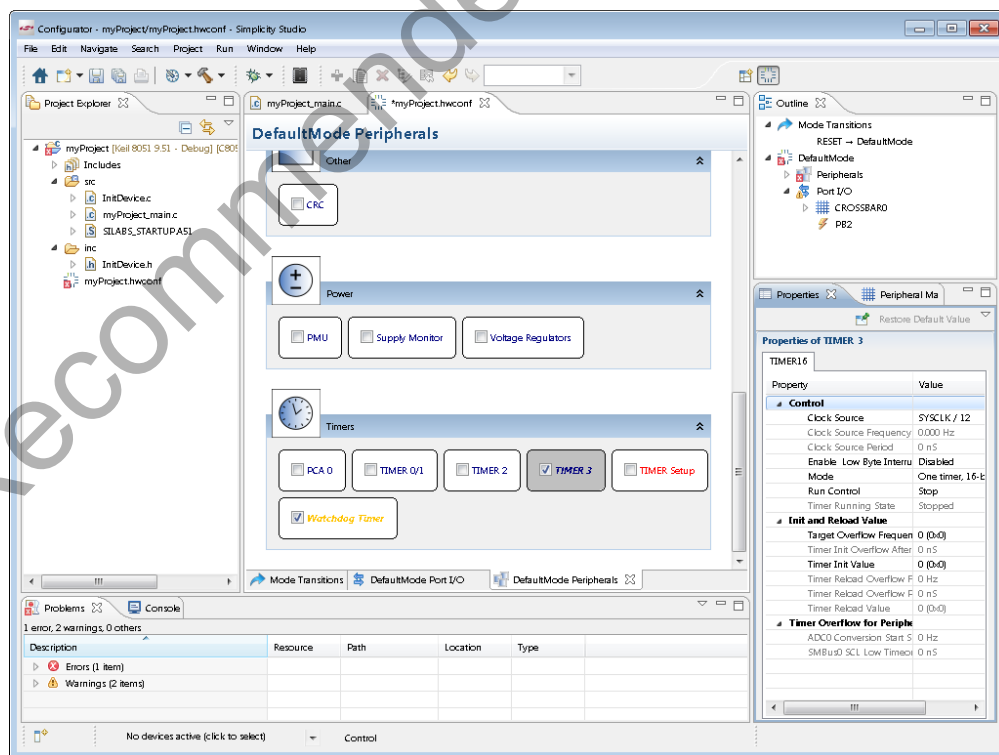 Configurator - myProject/myProject.hwconf - Simplicity Studio
File Edit Navigate Search Project Run Window Help
Project Explorer
myProject [Keil 8051 9.51 - Debug] [C805
Includes
src
InitDevice.c
myProject_main.c
SILABS_STARTUP.A51
inc
InitDevice.h
myProject.hwconf
myProject_main.c
*myProject.hwconf
DefaultMode Peripherals
Other
CRC
Power
PMU
Supply Monitor
Voltage Regulators
Timers
PCA 0
TIMER 0/1
TIMER 2
TIMER 3
TIMER Setup
Watchdog Timer
Mode Transitions
DefaultMode Port I/O
DefaultMode Peripherals
Outline
Mode Transitions
RESET → DefaultMode
DefaultMode
Peripherals
Port I/O
CROSSBAR0
PB2
Properties
Peripheral Ma
Restore Default Value
Properties of TIMER 3
TIMER16
Property Value
Control
Clock Source SYSCLK / 12
Clock Source Frequency 0.000 Hz
Clock Source Period 0 nS
Enable Low Byte Interru Disabled
Mode One timer, 16-b
Run Control Stop
Timer Running State Stopped
Init and Reload Value
Target Overflow Frequen 0 (0x0)
Timer Init Overflow After 0 nS
Timer Init Value 0 (0x0)
Timer Reload Overflow F 0 Hz
Timer Reload Overflow P 0 nS
Timer Reload Value 0 (0x0)
Timer Overflow for Periphe
ADC0 Conversion Start S 0 Hz
SMBus0 SCL Low Timeou 0 nS
Problems
Console
1 error, 2 warnings, 0 others
Description Resource Path Location Type
Errors (1 item)
Warnings (2 items)
No devices active (click to select)
Control
ecommende